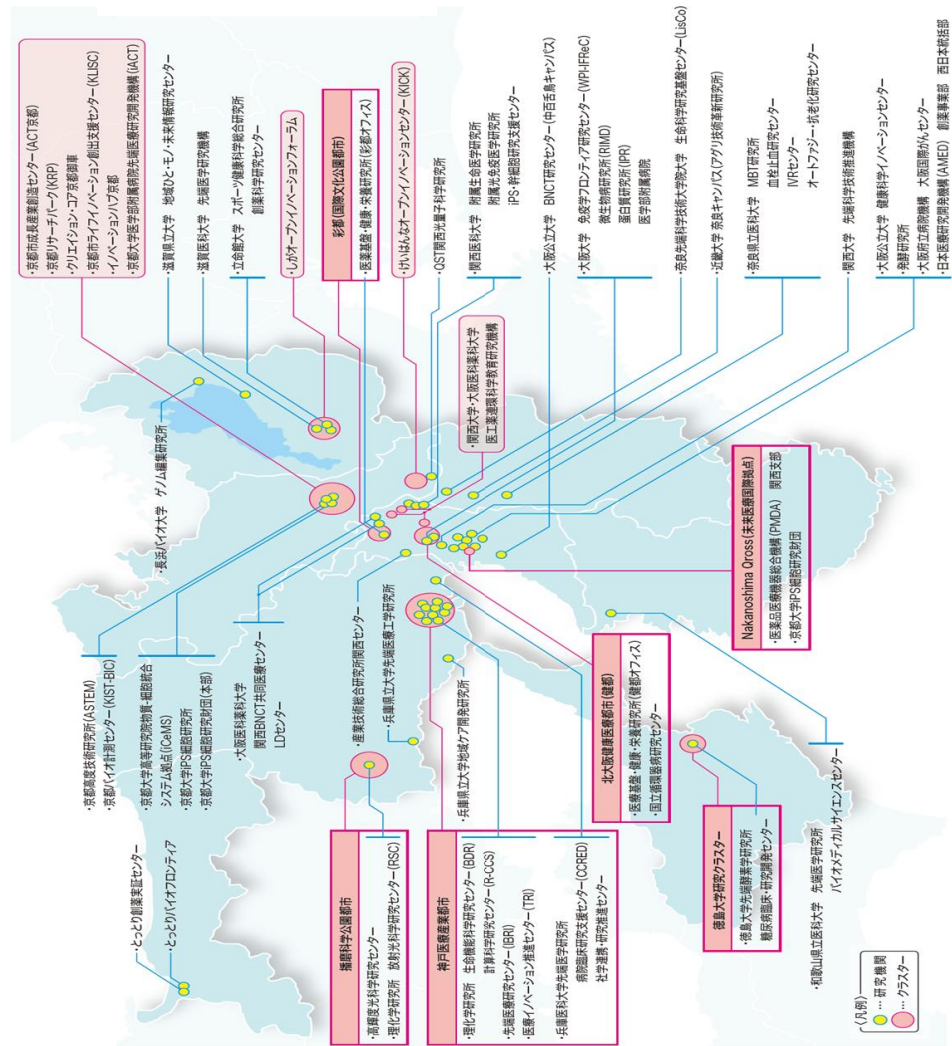 ・京都市成長産業創造センター(ACT京都)
・京都リサーチパーク(KRP)
・クリエイション・コア京都御車
・京都市ライフイノベーション創出支援センター(KLISC)
・イノベーションハブ京都
・京都大学医学部附属病院先端医療研究開発機構(iACT)
・滋賀県立大学 地域ひと・モノ・未来情報研究センター
・滋賀医科大学 先端医学研究機構
・立命館大学 スポーツ健康科学総合研究所
創薬科学研究センター
・しがオープンイノベーションフォーラム
彩都(国際文化公園都市)
・医薬基盤・健康・栄養研究所(彩都オフィス)
・けいはんなオープンイノベーションセンター(KICK)
・QST関西光量子科学研究所
・関西医科大学 附属生命医学研究所
附属光免疫医学研究所
iPS・幹細胞研究支援センター
・大阪公立大学 BNCT研究センター(中百舌鳥キャンパス)
・大阪大学 免疫学フロンティア研究センター(WPI-IFReC)
微生物病研究所(RIMD)
蛋白質研究所(IPR)
医学部附属病院
・奈良先端科学技術大学院大学 生命科学研究基盤センター(LisCo)
・近畿大学 奈良キャンパス(アグリ技術革新研究所)
・奈良県立医科大学 MBT研究所
血栓止血研究センター
IVRセンター
オートファジー・抗老化研究センター
・関西大学 先端科学技術推進機構
・大阪公立大学 健康科学イノベーションセンター
・発酵研究所
・大阪府立病院機構 大阪国際がんセンター
・日本医療研究開発機構(AMED) 創薬事業部 西日本統括部
・長浜バイオ大学 ゲノム編集研究所
・関西大学・大阪医科薬科大学
医工薬連環科学教育研究機構
・京都高度技術研究所(ASTEM)
・京都バイオ計測センター(KIST-BIC)
・京都大学高等研究院物質-細胞統合
システム拠点(iCeMS)
・京都大学iPS細胞研究所
・京都大学iPS細胞研究財団(本部)
・大阪医科薬科大学
関西BNCT共同医療センター
LDセンター
・産業技術総合研究所関西センター
・兵庫県立大学先端医療工学研究所
・兵庫県立大学地域ケア開発研究所
Nakanoshima Qross(未来医療国際拠点)
・医薬品医療機器総合機構(PMDA) 関西支部
・京都大学iPS細胞研究財団
北大阪健康医療都市(健都)
・医療基盤・健康・栄養研究所(健都オフィス)
・国立循環器病研究センター
・とっとり創薬実証センター
・とっとりバイオフロンティア
播磨科学公園都市
・高輝度光科学研究センター
・理化学研究所 放射光科学研究センター(RSC)
神戸医療産業都市
・理化学研究所 生命機能科学研究センター(BDR)
計算科学研究センター(R-CCS)
・先端医療研究センター(IBRI)
・医療イノベーション推進センター(TRI)
・兵庫医科大学先端医学研究所
病院臨床研究支援センター(CCRED)
社学連携・研究推進センター
徳島大学研究クラスター
・徳島大学先端酵素学研究所
糖尿病臨床・研究開発センター
・和歌山県立医科大学 先端医学研究所
バイオメディカルサイエンスセンター
〈凡例〉
…研究機関
…クラスター